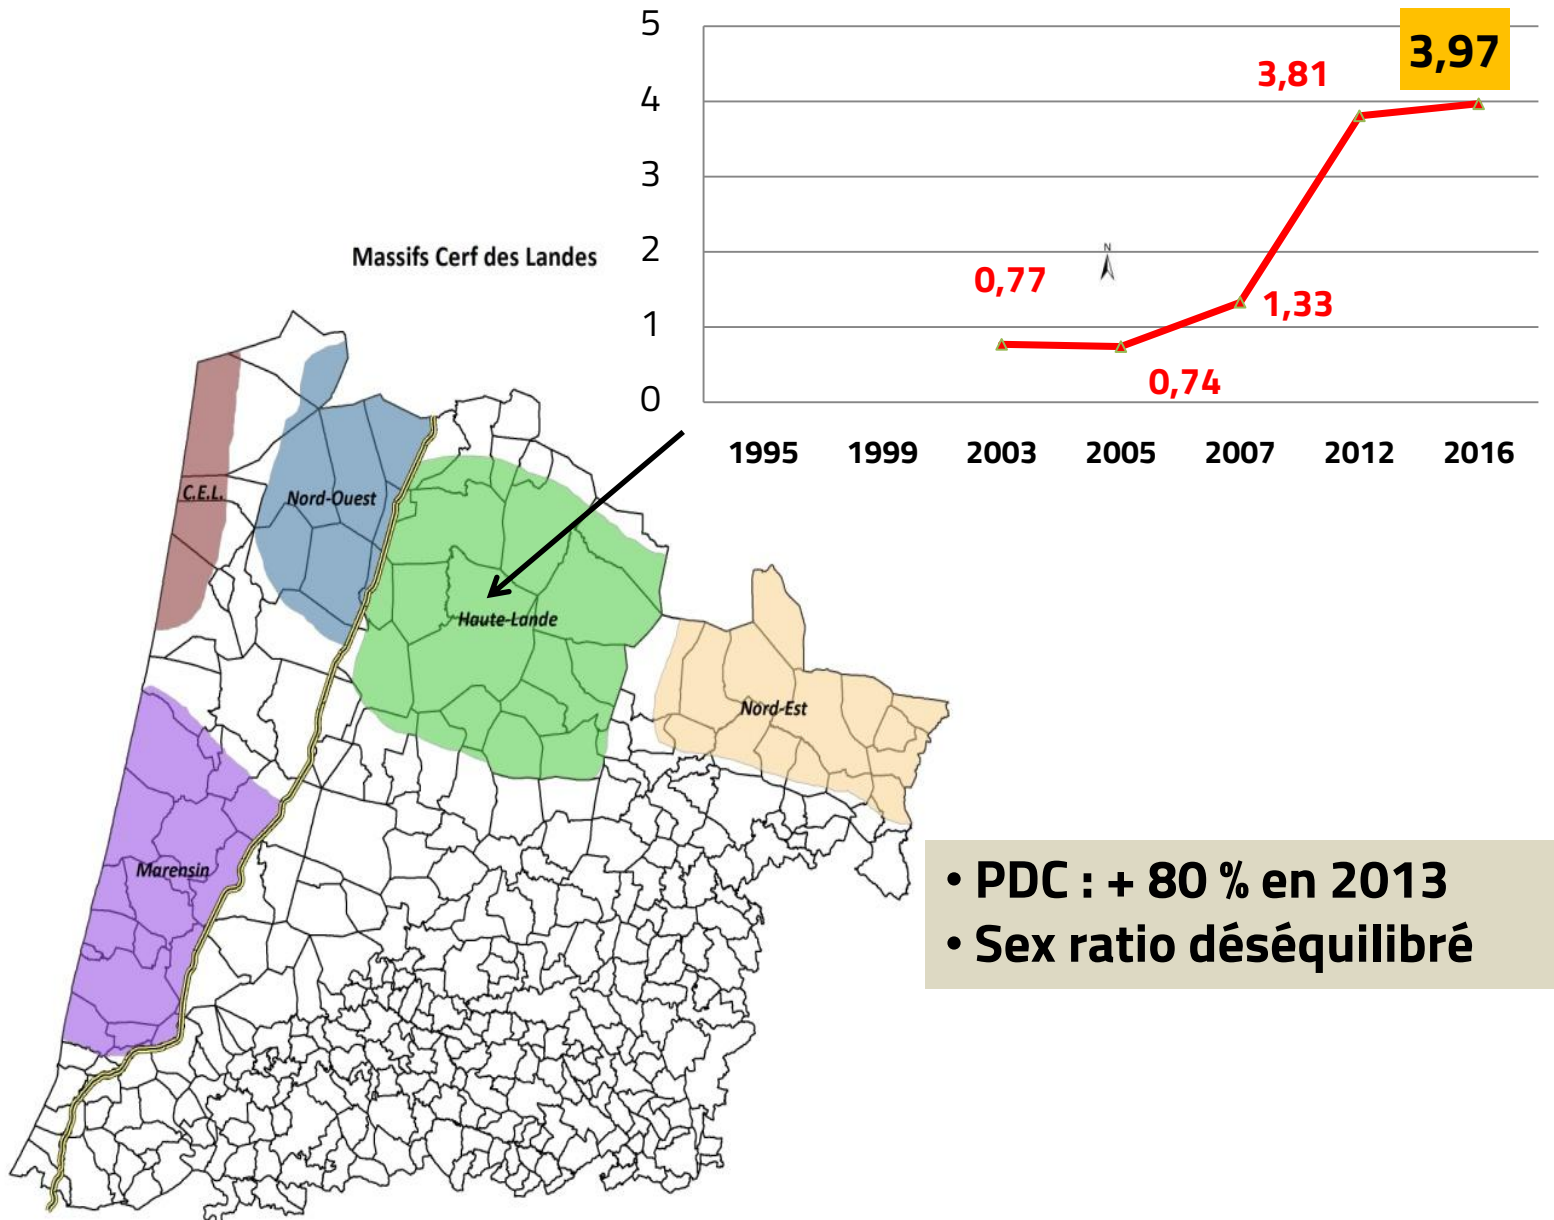 5
4
3
2
1
0
3,97
3,81
0,77
1,33
0,74
N
1995 1999 2003 2005 2007 2012 2016
Massifs Cerf des Landes
C.E.L.
Nord-Ouest
Haute-Lande
Nord-Est
Marensin
• PDC : + 80 % en 2013
• Sex ratio déséquilibré